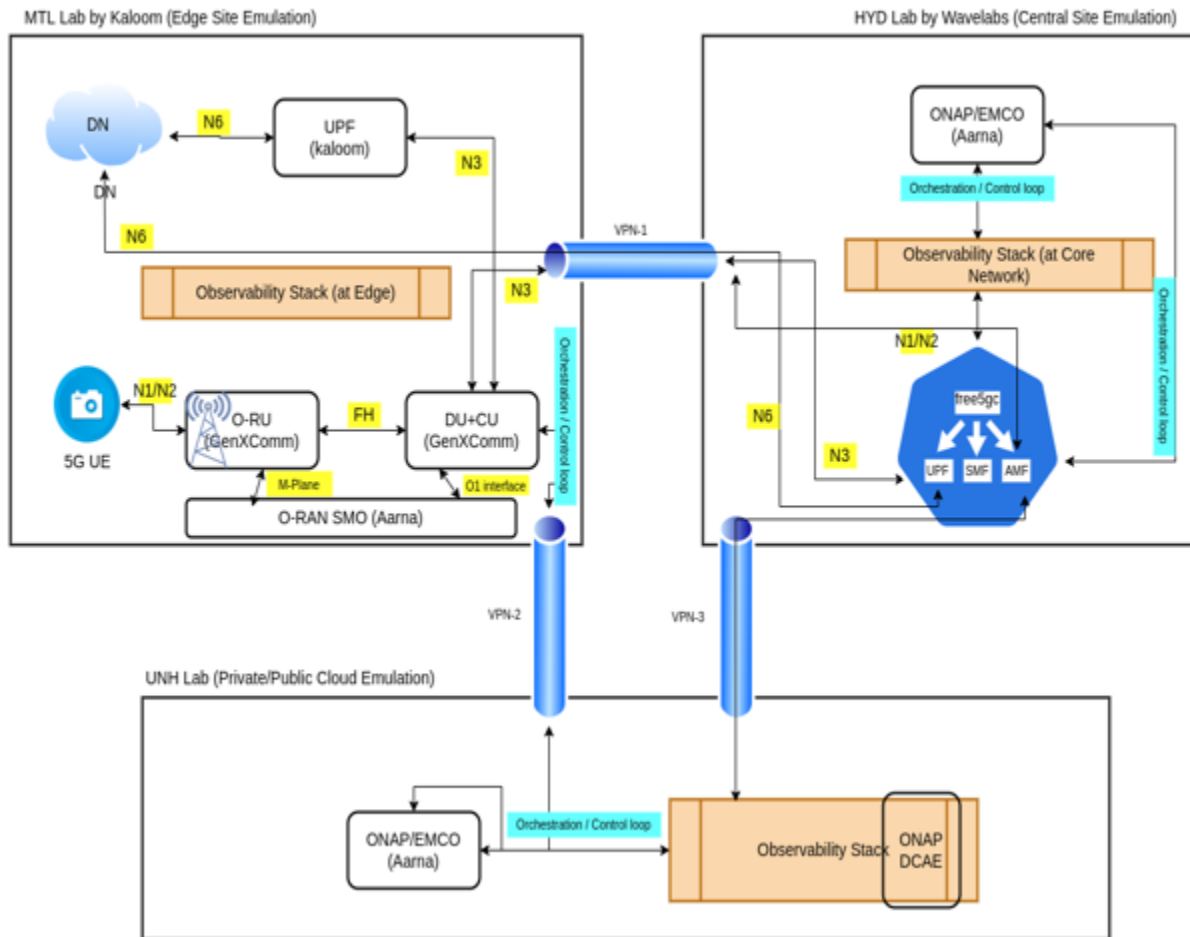 MTL Lab by Kaloom (Edge Site Emulation)
HYD Lab by Wavelabs (Central Site Emulation)
DN
N6
UPF
(kaloom)
N3
DN
N6
Observability Stack (at Edge)
N3
VPN-1
ONAP/EMCO
(Aarna)
Orchestration / Control loop
Observability Stack (at Core
Network)
Orchestration / Control loop
N1/N2
free5gc
UPF
SMF
AMF
N6
N3
5G UE
N1/N2
O-RU
(GenXComm)
FH
DU+CU
(GenXComm)
Orchestration / Control loop
M-Plane
O1 interface
O-RAN SMO (Aarna)
VPN-2
VPN-3
UNH Lab (Private/Public Cloud Emulation)
ONAP/EMCO
(Aarna)
Orchestration / Control loop
Observability Stack
ONAP
DCAE